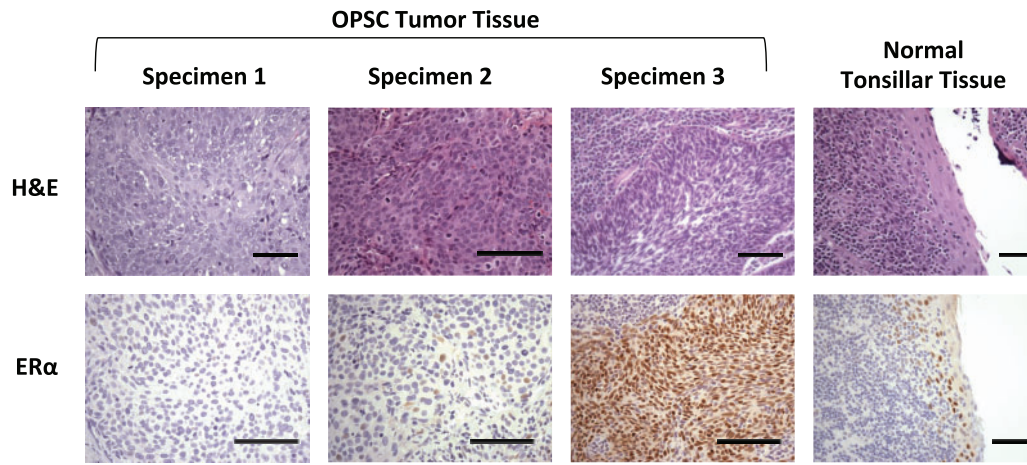 OPSC Tumor Tissue
Specimen 1
Specimen 2
Specimen 3
Normal
Tonsillar Tissue
H&E
ERα